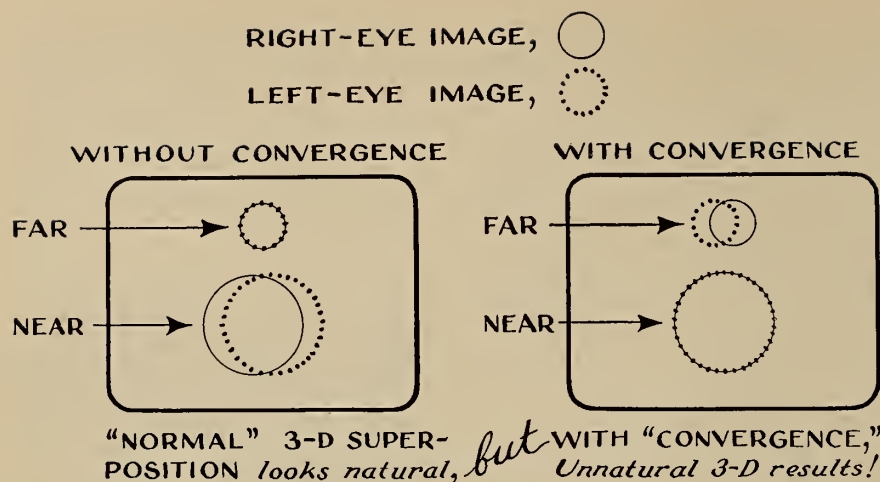 RIGHT-EYE IMAGE,
LEFT-EYE IMAGE,
WITHOUT CONVERGENCE
FAR
NEAR
"NORMAL" 3-D SUPER-
POSITION looks natural,
but
WITH CONVERGENCE
FAR
NEAR
WITH "CONVERGENCE,"
Unnatural 3-D results!